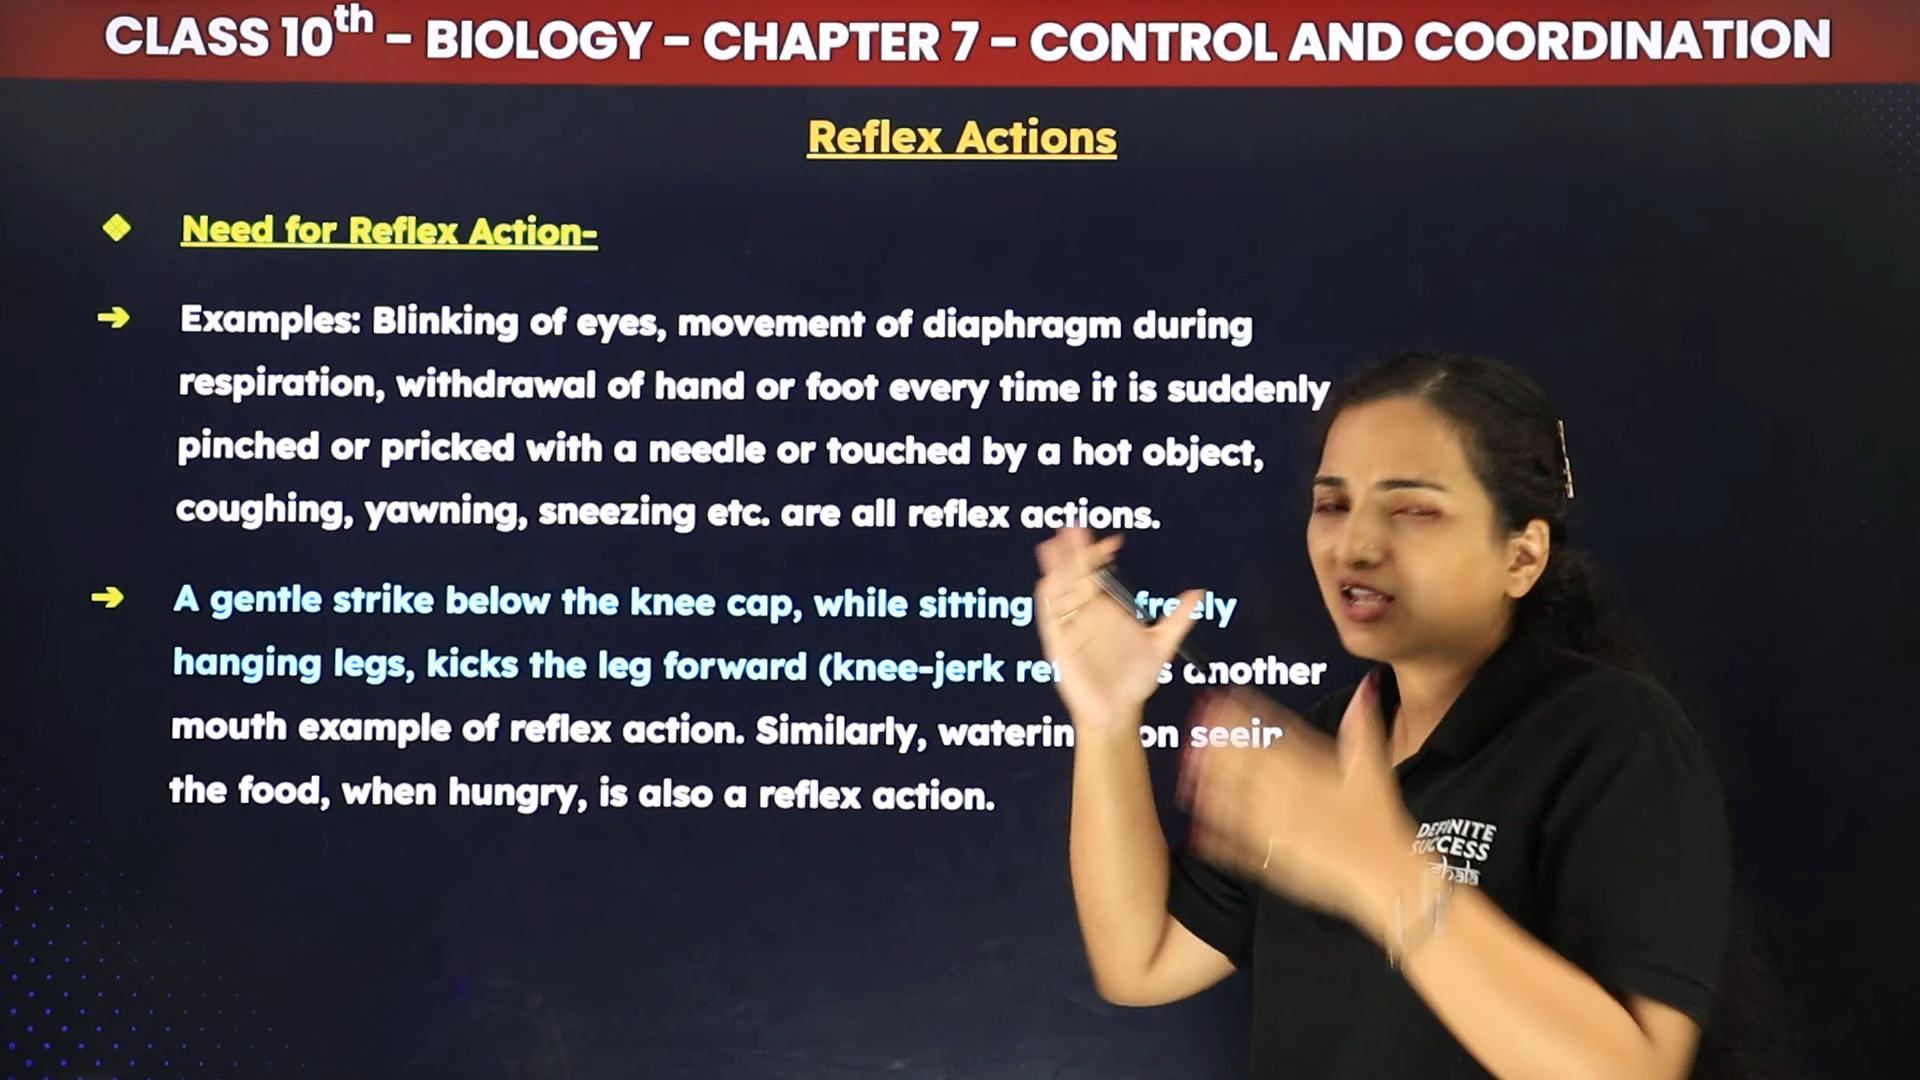 CLASS 10th – BIOLOGY – CHAPTER 7 – CONTROL AND COORDINATION
Reflex Actions
❖ Need for Reflex Action-
➔ Examples: Blinking of eyes, movement of diaphragm during
respiration, withdrawal of hand or foot every time it is suddenly
pinched or pricked with a needle or touched by a hot object,
coughing, yawning, sneezing etc. are all reflex actions.
➔ A gentle strike below the knee cap, while sitting freely
hanging legs, kicks the leg forward (knee-jerk another
mouth example of reflex action. Similarly, on
the food, when hungry, is also a reflex action.
DEFINITE
SUCCESS